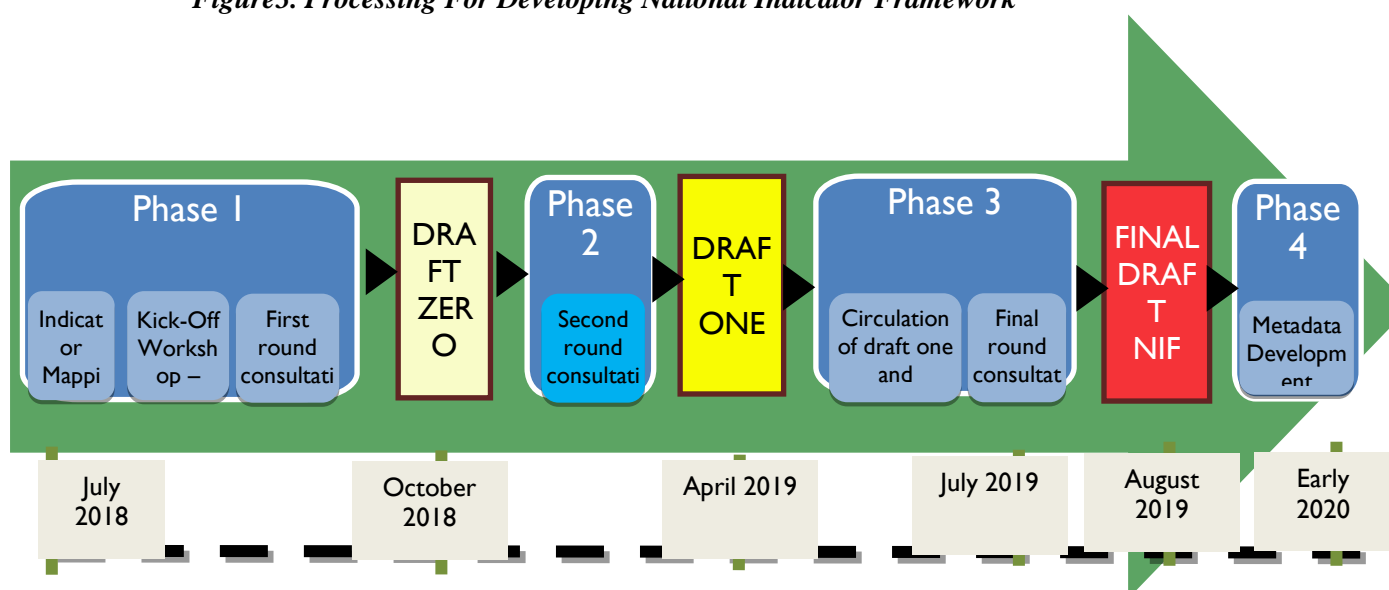 Figure3. Processing For Developing National Indicator Framework
Phase 1
Indicat
or
Mappi
Kick-Off
Worksh
op –
First
round
consultati
DRA
FT
ZER
O
Phase
2
Second
round
consultati
DRAF
T
ONE
Phase 3
Circulation
of draft one
and
Final
round
consultat
FINAL
DRAF
T
NIF
Phase
4
Metadata
Developm
ent
July
2018
October
2018
April 2019
July 2019
August
2019
Early
2020